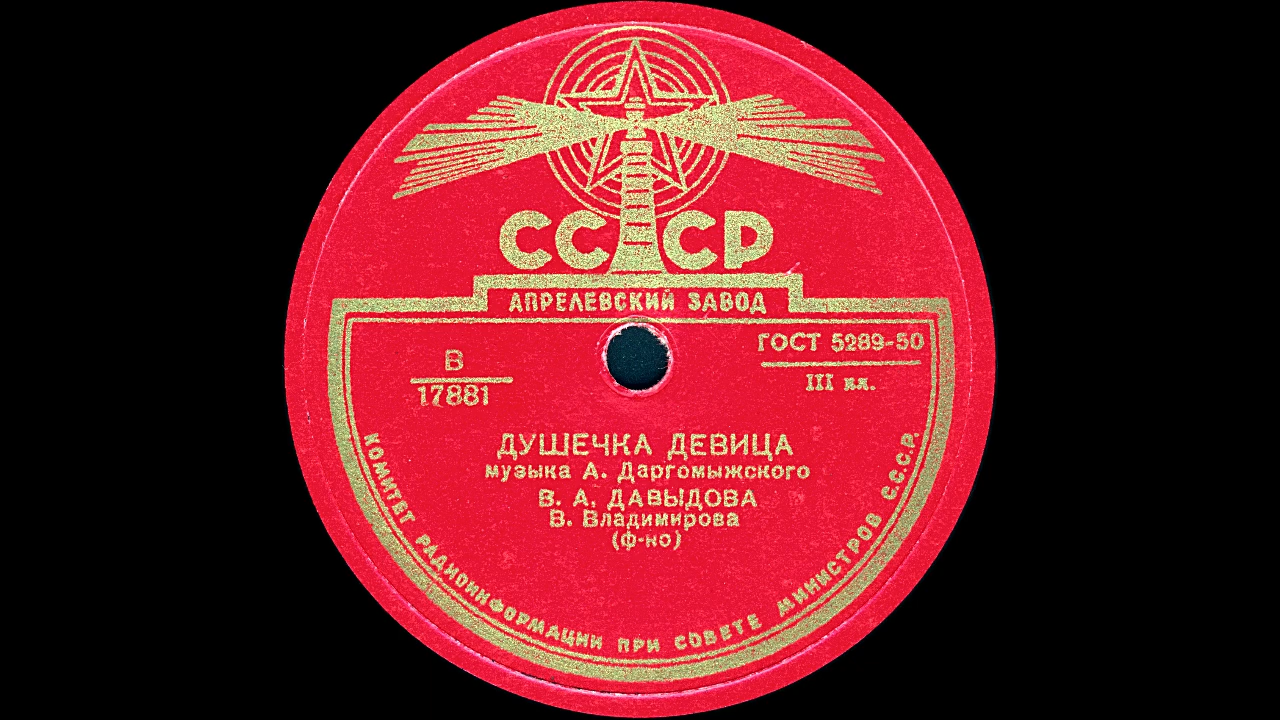 СССР
АПРЕЛЕВСКИЙ ЗАВОД
ГОСТ 5289-50
III кл.
В
17881
ДУШЕЧКА ДЕВИЦА
музыка А. Даргомыжского
В. А. ДАВЫДОВА
В. Владимирова
(ф-но)
КОМИТЕТ РАДИОИНФОРМАЦИИ ПРИ СОВЕТЕ МИНИСТРОВ С.С.С.Р.